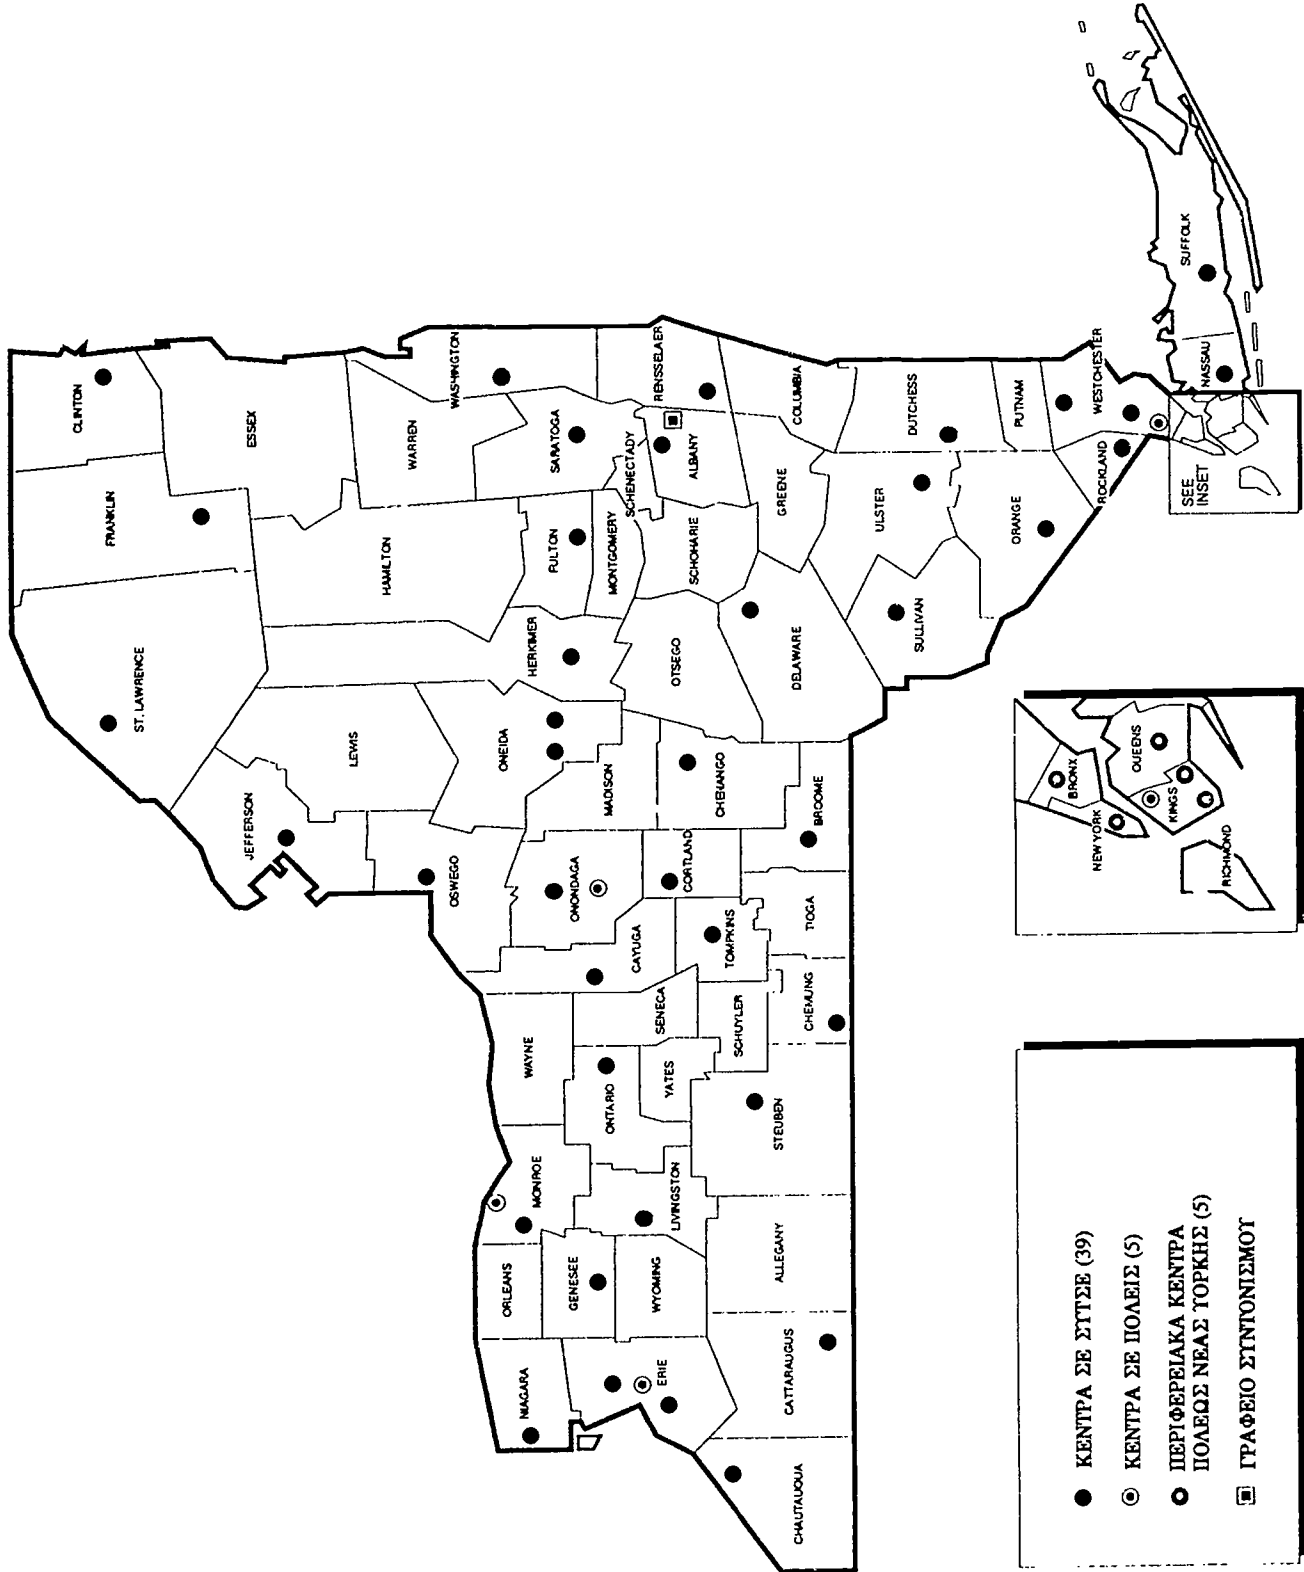 CLINTON
FRANKLIN
ST. LAWRENCE
ESSEX
JEFFERSON
LEWIS
HAMILTON
WARREN
WASHINGTON
OSWEGO
ONEIDA
HERKIMER
FULTON
SARATOGA
MONTGOMERY
SCHENECTADY
RENSSELAER
ALBANY
SCHOHARIE
OTSEGO
MADISON
ONONDAGA
CAYUGA
SENECA
WAYNE
ONTARIO
YATES
MONROE
LIVINGSTON
ORLEANS
GENESEE
WYOMING
NIAGARA
ERIE
CHAUTAUQUA
CATTARAUGUS
ALLEGANY
STEUBEN
SCHUYLER
CHEMUNG
TOMPKINS
TIOGA
CORTLAND
CHENANGO
BROOME
DELAWARE
GREENE
COLUMBIA
ULSTER
DUTCHESS
SULLIVAN
ORANGE
PUTNAM
ROCKLAND
WESTCHESTER
NASSAU
SUFFOLK
SEE
INSET
BRONX
NEW YORK
QUEENS
KINGS
RICHMOND
ΚΕΝΤΡΑ ΣΕ ΣΥΤΣΕ (39)
ΚΕΝΤΡΑ ΣΕ ΠΟΛΕΙΣ (5)
ΠΕΡΙΦΕΡΕΙΑΚΑ ΚΕΝΤΡΑ
ΠΟΛΕΩΣ ΝΕΑΣ ΥΟΡΚΗΣ (5)
ΓΡΑΦΕΙΟ ΣΥΝΤΟΝΙΣΜΟΥ